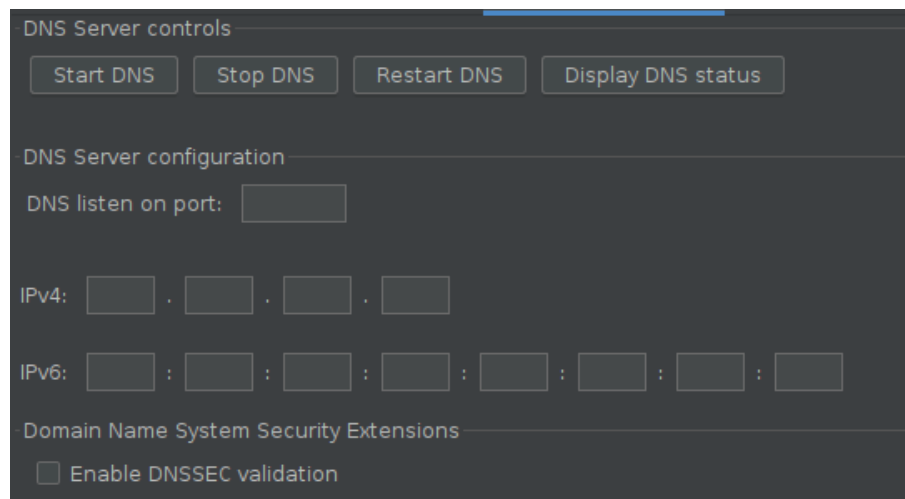 DNS Server controls
Start DNS Stop DNS Restart DNS Display DNS status
DNS Server configuration
DNS listen on port:
IPv4: . . .
IPv6: : : : : : : :
Domain Name System Security Extensions
Enable DNSSEC validation